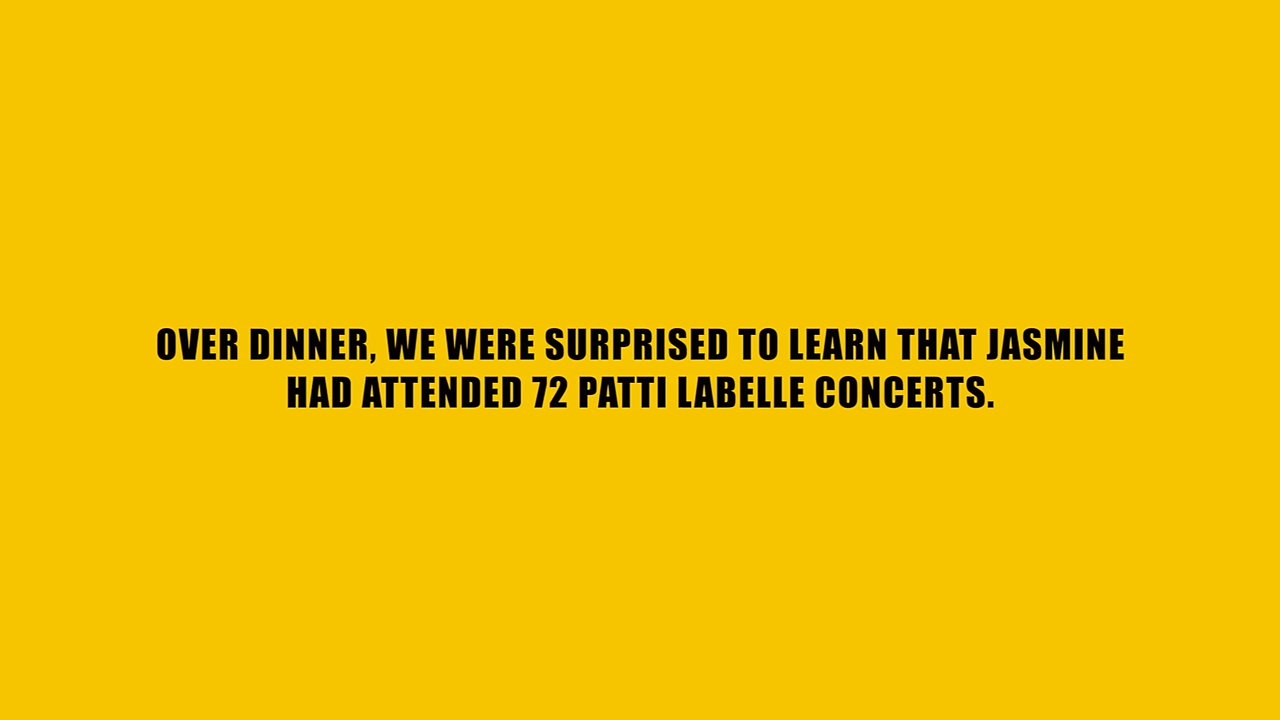 OVER DINNER, WE WERE SURPRISED TO LEARN THAT JASMINE
HAD ATTENDED 72 PATTI LABELLE CONCERTS.